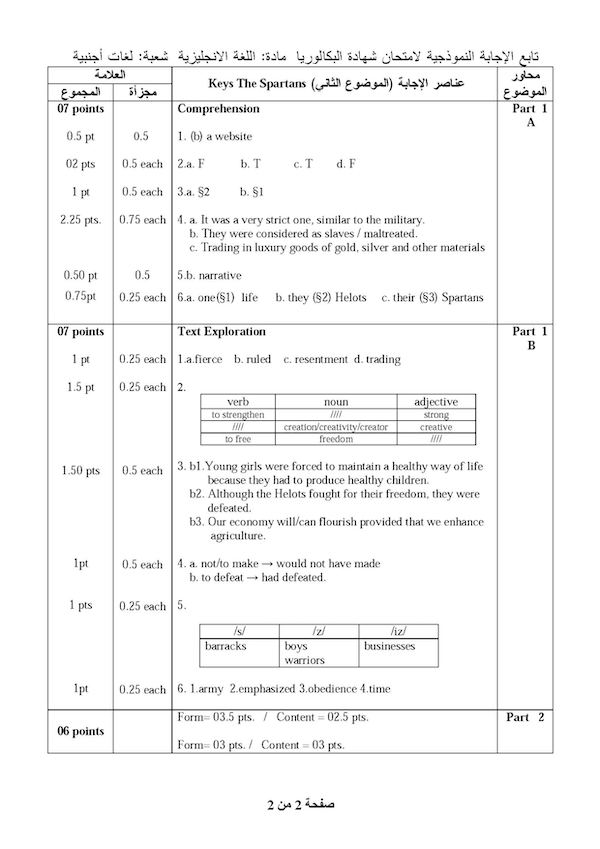 تابع الإجابة النموذجية لامتحان شهادة البكالوريا مادة: اللغة الانجليزية شعبة: لغات أجنبية
العلامة
عناصر الإجابة (الموضوع الثاني) Keys The Spartans
محاور الموضوع
المجموع
مجزأة
07 points
Comprehension
Part 1
A
0.5 pt 0.5 1. (b) a website
02 pts 0.5 each 2.a. F b. T c. T d. F
1 pt 0.5 each 3.a. §2 b. §1
2.25 pts. 0.75 each 4. a. It was a very strict one, similar to the military.
b. They were considered as slaves / maltreated.
c. Trading in luxury goods of gold, silver and other materials
0.50 pt 0.5 5.b. narrative
0.75pt 0.25 each 6.a. one(§1) life b. they (§2) Helots c. their (§3) Spartans
07 points
Text Exploration
Part 1
B
1 pt 0.25 each 1.a.fierce b. ruled c. resentment d. trading
1.5 pt 0.25 each 2.
verb noun adjective
to strengthen //// strong
//// creation/creativity/creator creative
to free freedom ////
1.50 pts 0.5 each 3. b1.Young girls were forced to maintain a healthy way of life
because they had to produce healthy children.
b2. Although the Helots fought for their freedom, they were
defeated.
b3. Our economy will/can flourish provided that we enhance
agriculture.
1pt 0.5 each 4. a. not/to make → would not have made
b. to defeat → had defeated.
1 pts 0.25 each 5.
/s/ /z/ /iz/
barracks boys businesses
warriors
1pt 0.25 each 6. 1.army 2.emphasized 3.obedience 4.time
06 points
Form= 03.5 pts. / Content = 02.5 pts.
Part 2
Form= 03 pts. / Content = 03 pts.
صفحة 2 من 2